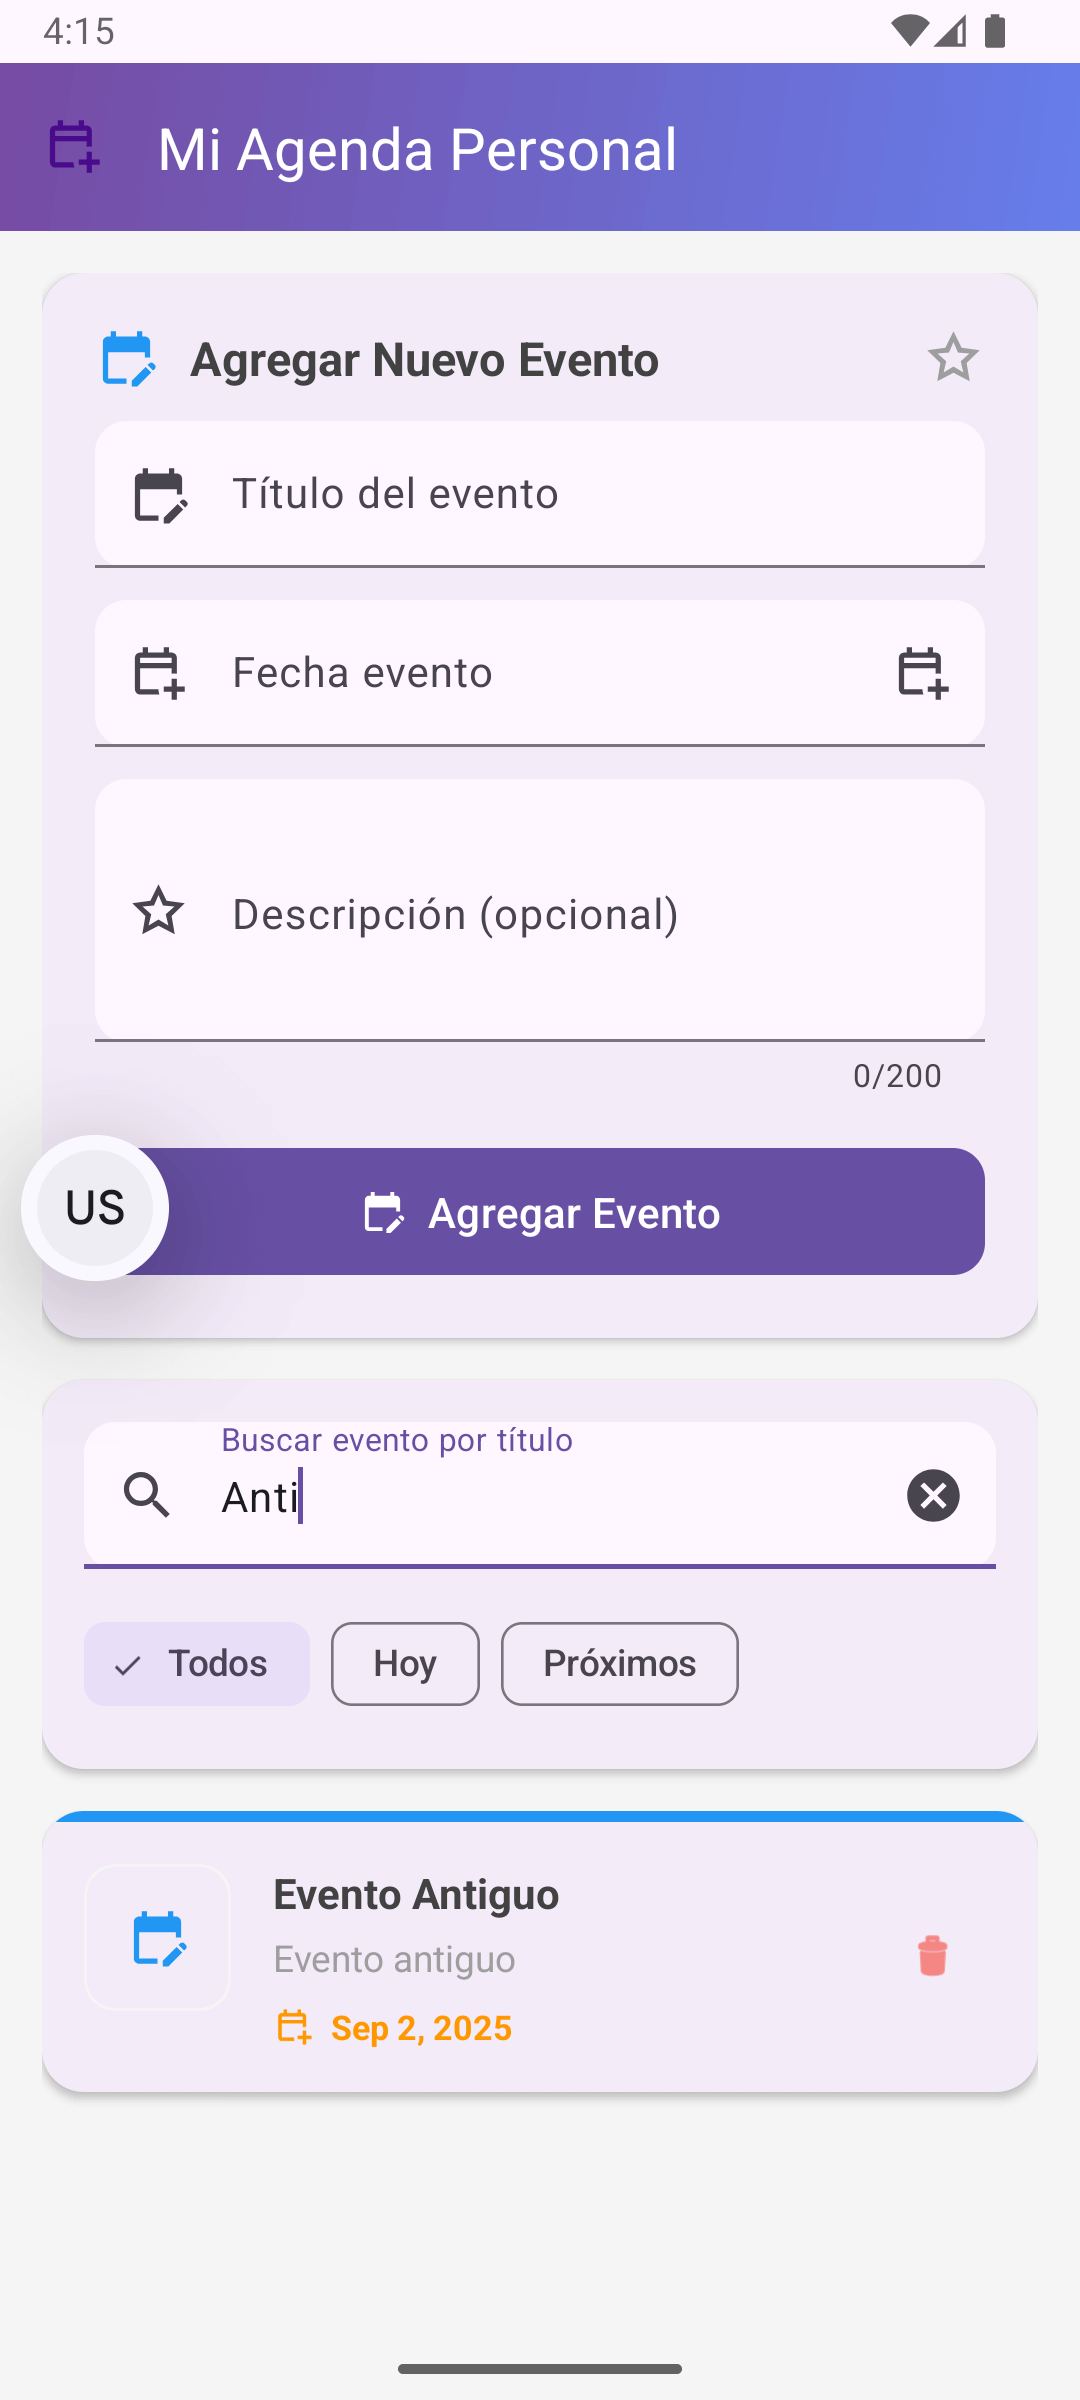 4:15
Mi Agenda Personal
Agregar Nuevo Evento
Título del evento
Fecha evento
Descripción (opcional)
0/200
US
Agregar Evento
Buscar evento por título
Anti
Todos
Hoy
Próximos
Evento Antiguo
Evento antiguo
Sep 2, 2025